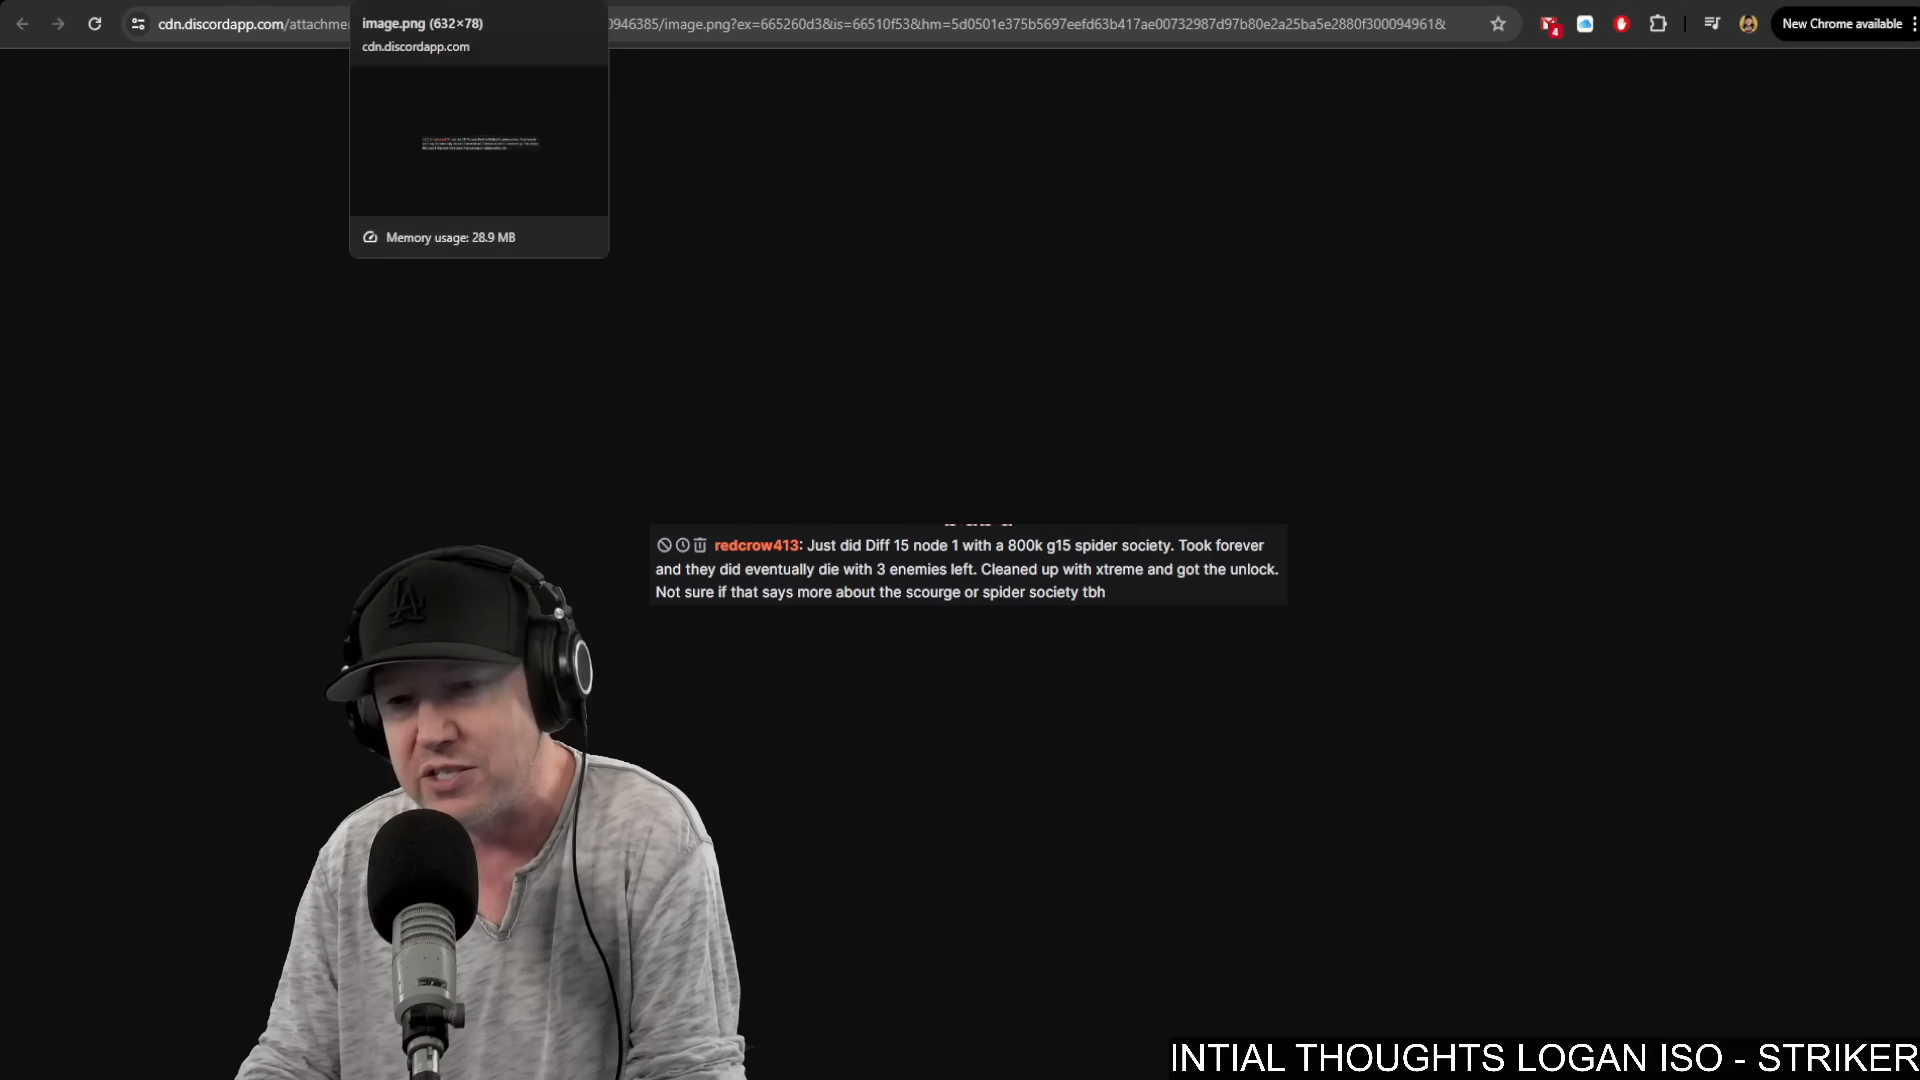 cdn.discordapp.com/attachme
0946385/image.png?ex=665260d3&is=66510f53&hm=5d0501e375b5697eefd63b417ae00732987d97b80e2a25ba5e2880f300094961&
4
New Chrome available
image.png (632×78)
cdn.discordapp.com
Memory usage: 28.9 MB
redcrow413: Just did Diff 15 node 1 with a 800k g15 spider society. Took forever
and they did eventually die with 3 enemies left. Cleaned up with xtreme and got the unlock.
Not sure if that says more about the scourge or spider society tbh
LA
INTIAL THOUGHTS LOGAN ISO - STRIKER